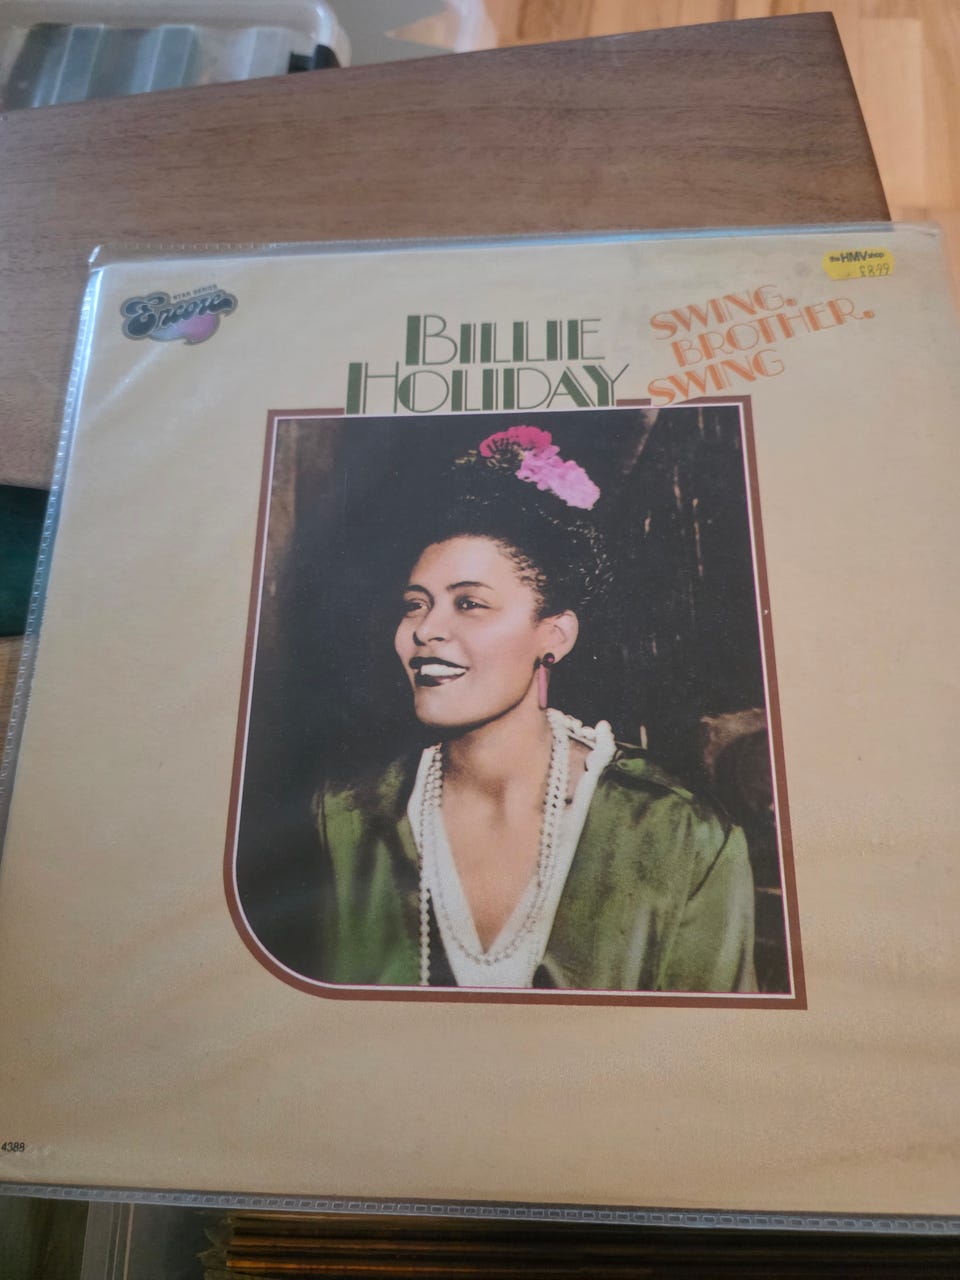 STAR SERIES
Encore
the HMV shop
£8.99
BILLIE
HOLIDAY
SWING,
BROTHER,
SWING
4388